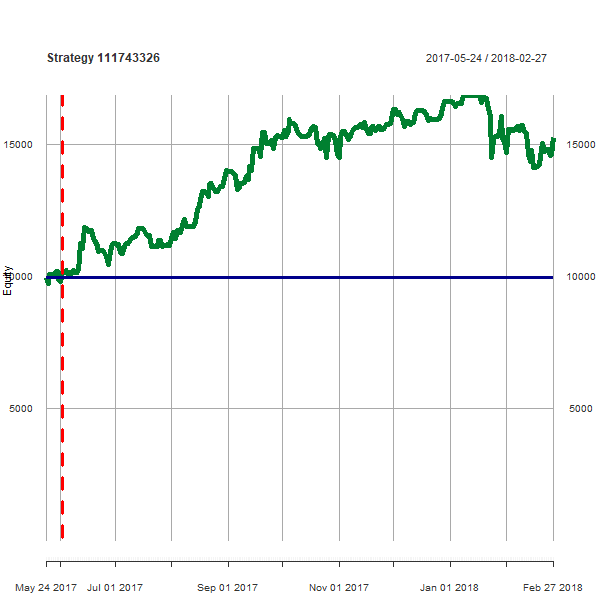 Strategy 111743326
2017-05-24 / 2018-02-27
15000
15000
Equity
10000
10000
5000
5000
May 24 2017
Jul 01 2017
Sep 01 2017
Nov 01 2017
Jan 01 2018
Feb 27 2018